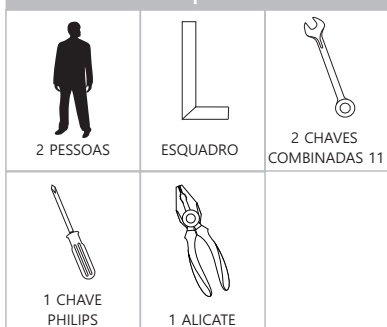 2 PESSOAS
ESQUADRO
2 CHAVES
COMBINADAS 11
1 CHAVE
PHILIPS
1 ALICATE